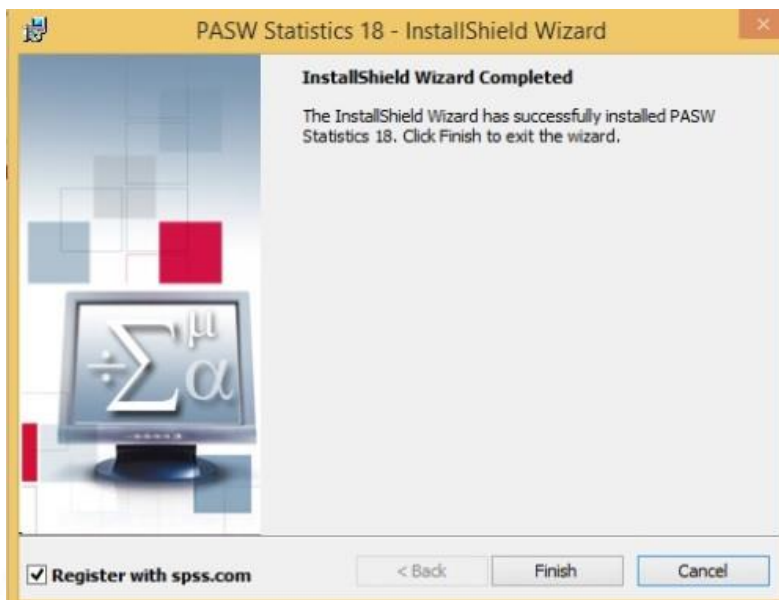 PASW Statistics 18 - InstallShield Wizard
InstallShield Wizard Completed
The InstallShield Wizard has successfully installed PASW
Statistics 18. Click Finish to exit the wizard.
÷Σμα
Register with spss.com
< Back
Finish
Cancel